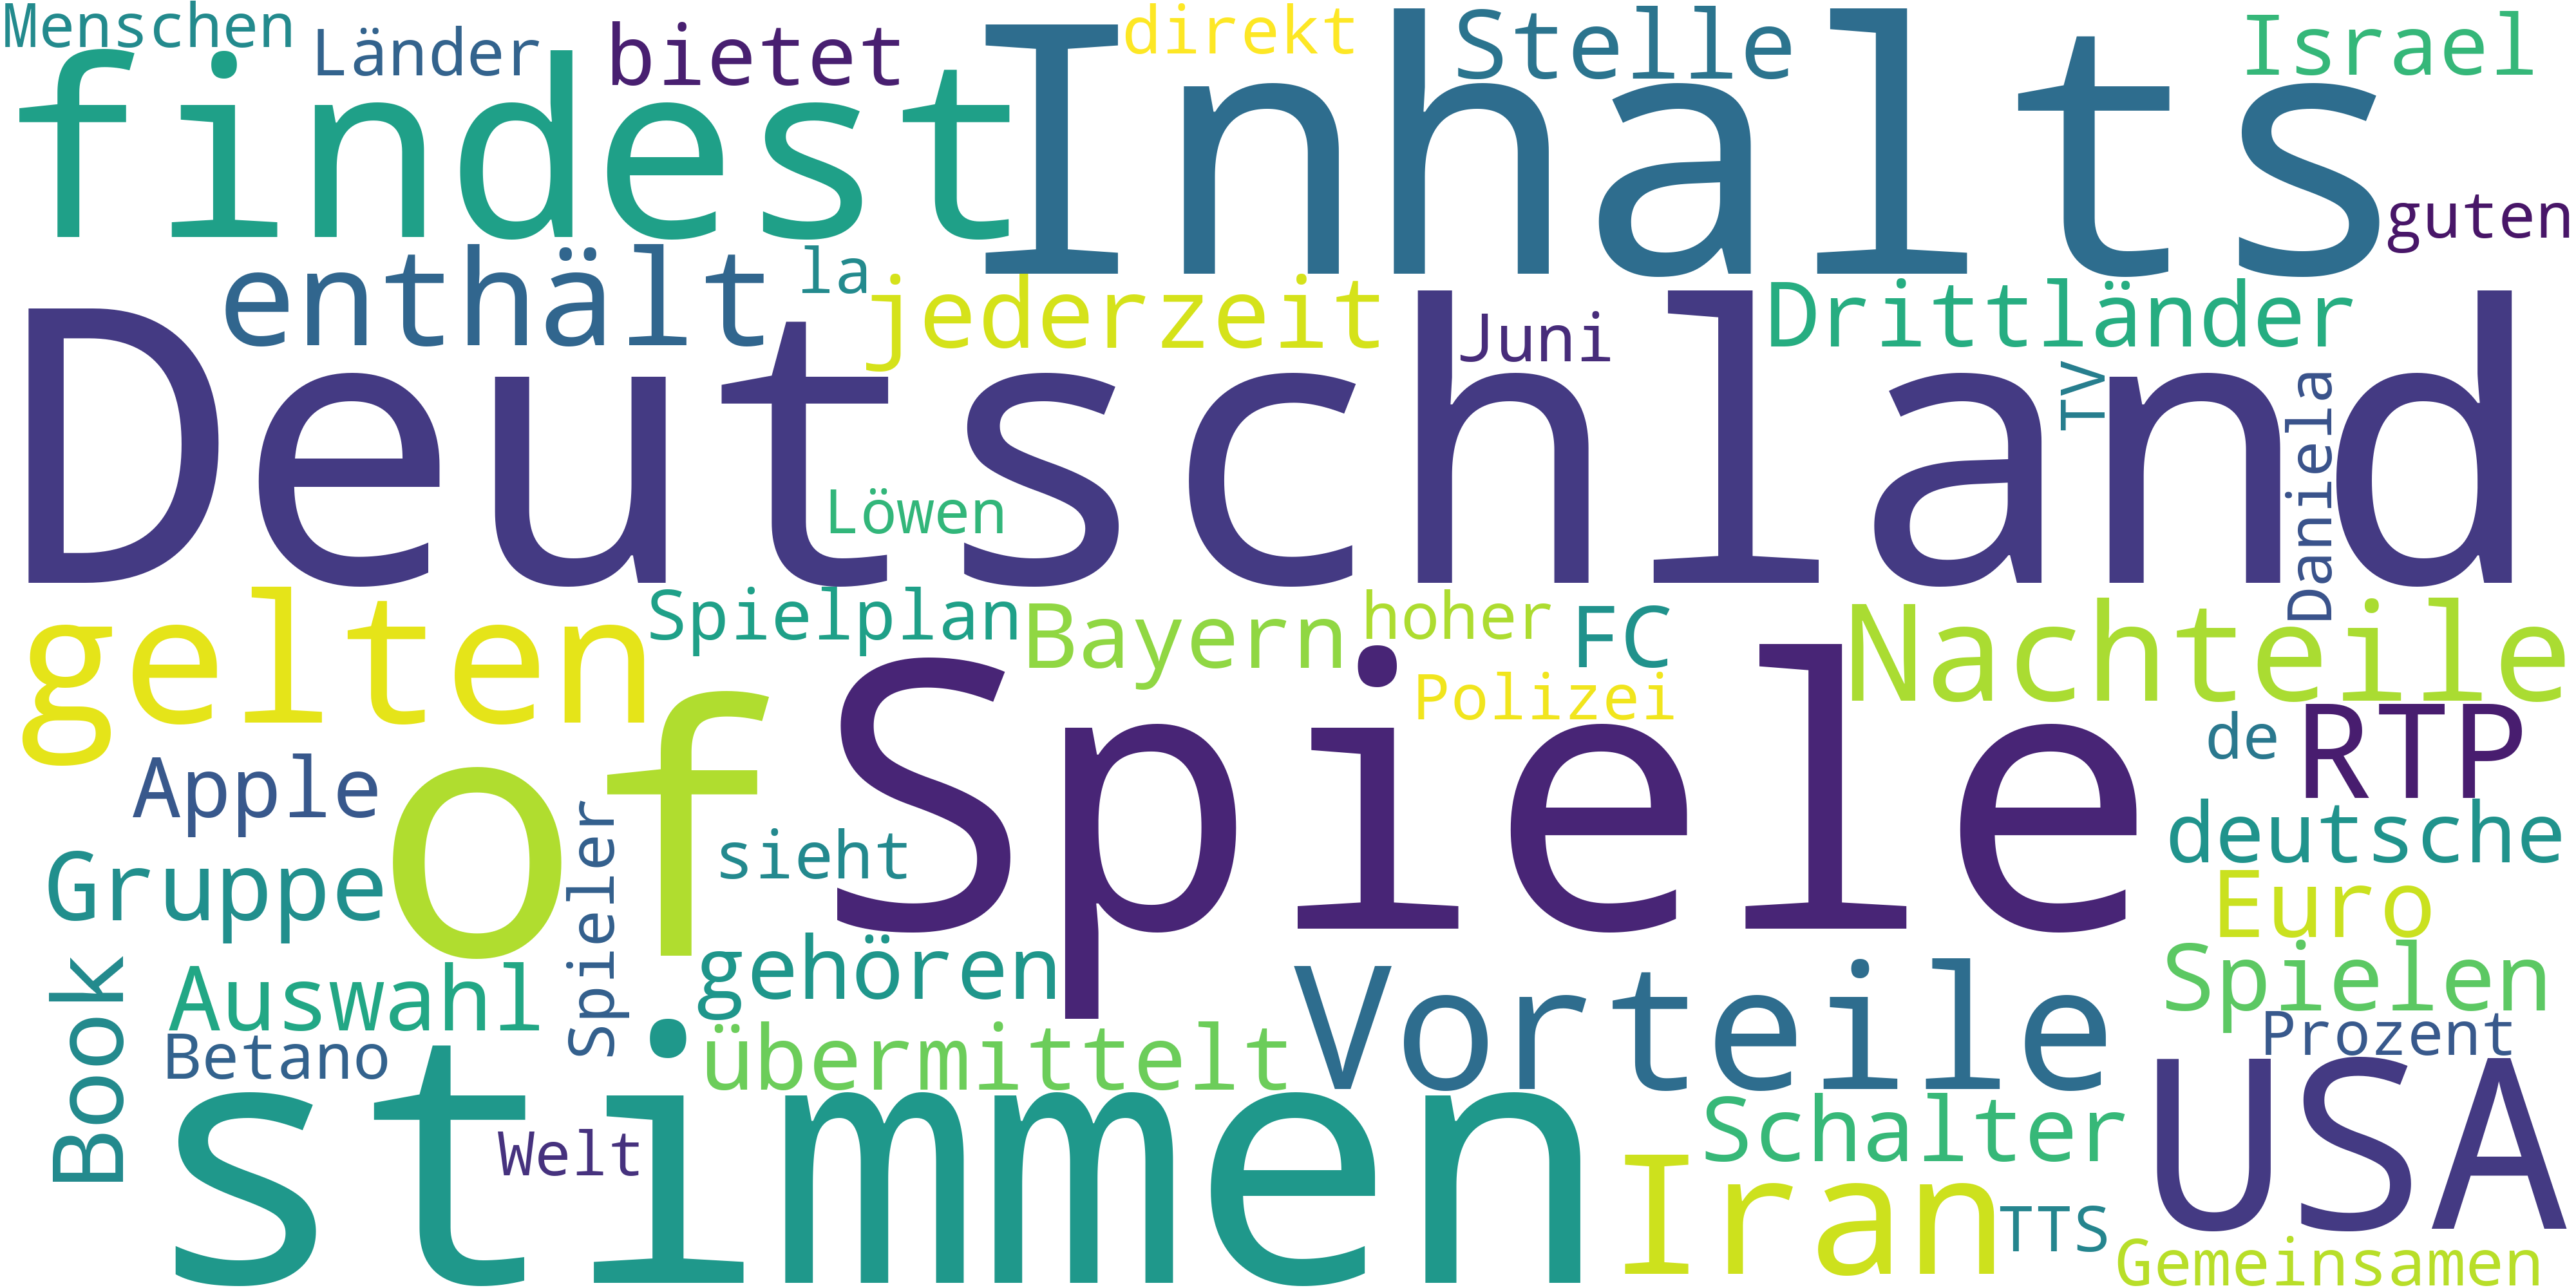 Menschen
Länder
bietet
direkt
Stelle
Israel
findest
Inhalts
guten
enthält
la
jederzeit
Juni
Drittländer
TV
Daniela
Deutschland
Löwen
gelten
Spielplan
Bayern
hoher
FC
Nachteile
Polizei
of
Spiele
de
RTP
Apple
Spieler
sieht
deutsche
Gruppe
Euro
gehören
Spielen
Book
Auswahl
Vorteile
Betano
übermittelt
Prozent
stimmen
Welt
Schalter
USA
Iran
TTS
Gemeinsamen